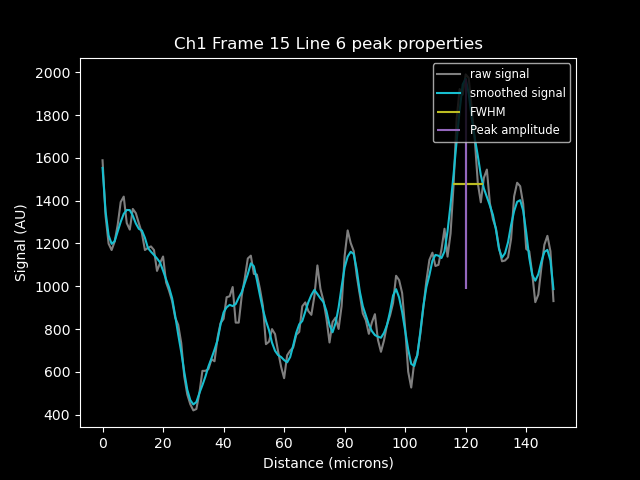 Ch1 Frame 15 Line 6 peak properties
raw signal
smoothed signal
FWHM
Peak amplitude
Signal (AU)
2000
1800
1600
1400
1200
1000
800
600
400
0 20 40 60 80 100 120 140
Distance (microns)